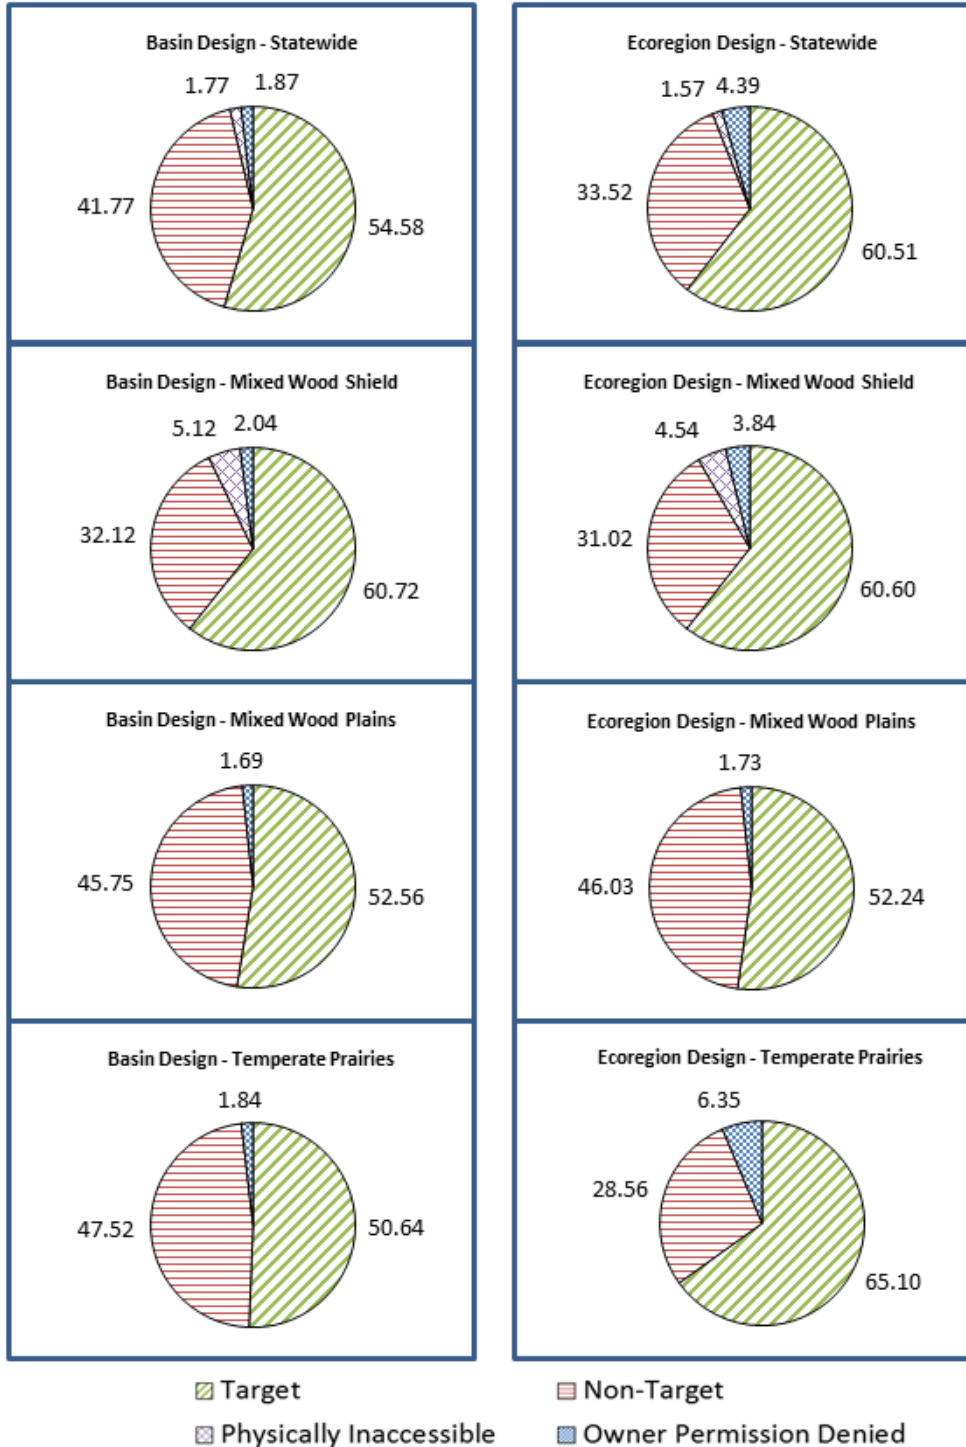 Basin Design - Statewide
1.77 1.87
41.77
54.58
Ecoregion Design - Statewide
1.57 4.39
33.52
60.51
Basin Design - Mixed Wood Shield
5.12 2.04
32.12
60.72
Ecoregion Design - Mixed Wood Shield
4.54 3.84
31.02
60.60
Basin Design - Mixed Wood Plains
1.69
45.75
52.56
Ecoregion Design - Mixed Wood Plains
1.73
46.03
52.24
Basin Design - Temperate Prairies
1.84
47.52
50.64
Ecoregion Design - Temperate Prairies
6.35
28.56
65.10
Target
Non-Target
Physically Inaccessible
Owner Permission Denied